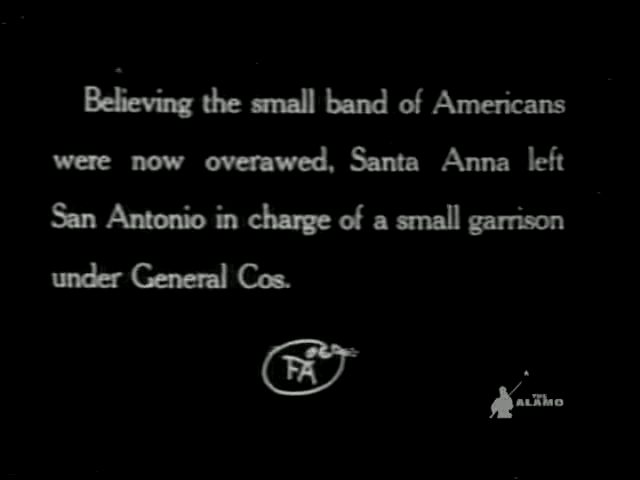 Believing the small band of Americans
were now overawed, Santa Anna left
San Antonio in charge of a small garrison
under General Cos.
FA
THE
ALAMO